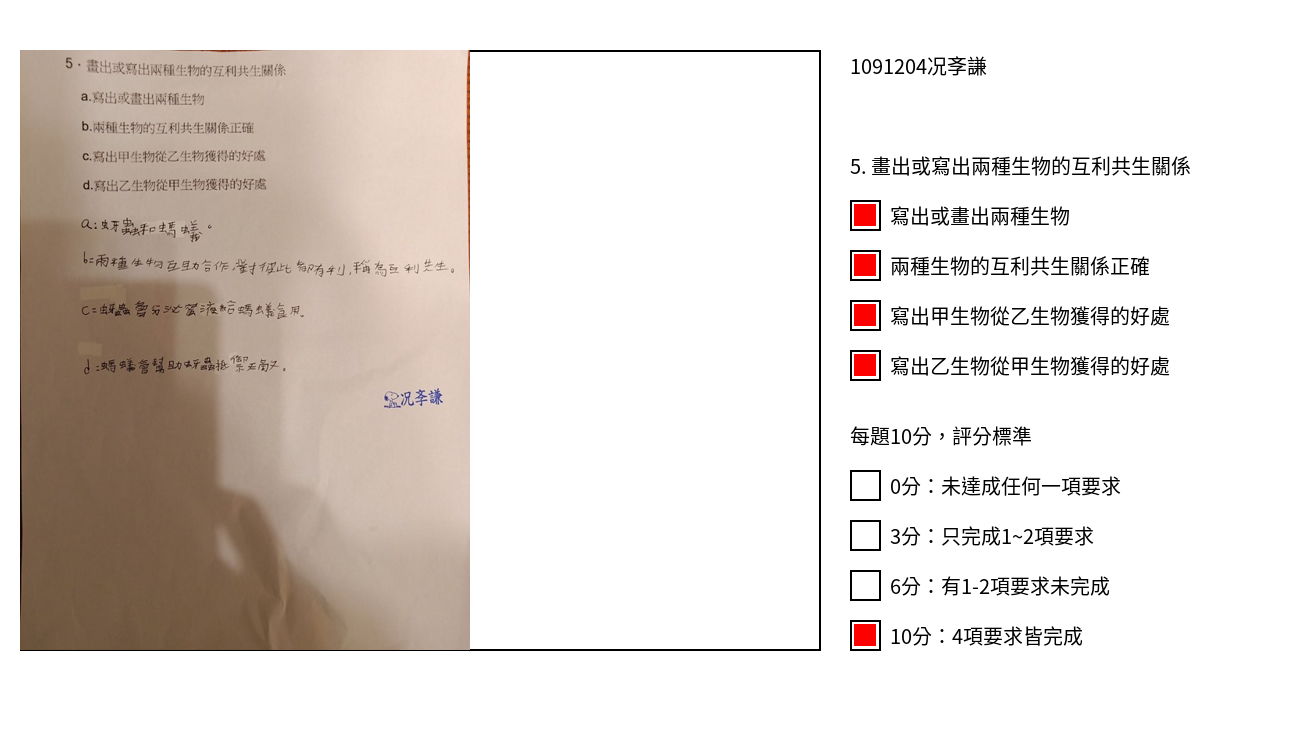 5．畫出或寫出兩種生物的互利共生關係
a.寫出或畫出兩種生物
b.兩種生物的互利共生關係正確
c.寫出甲生物從乙生物獲得的好處
d.寫出乙生物從甲生物獲得的好處
a:蚜蟲和螞蟻。
b:兩種生物互助合作,對彼此都有利,稱為互利共生。
c:蚜蟲會分泌蜜液給螞蟻食用。
d:螞蟻會幫助蚜蟲抵禦天敵。
况孝謙
1091204况孝謙
5. 畫出或寫出兩種生物的互利共生關係
寫出或畫出兩種生物
兩種生物的互利共生關係正確
寫出甲生物從乙生物獲得的好處
寫出乙生物從甲生物獲得的好處
每題10分，評分標準
0分：未達成任何一項要求
3分：只完成1~2項要求
6分：有1-2項要求未完成
10分：4項要求皆完成